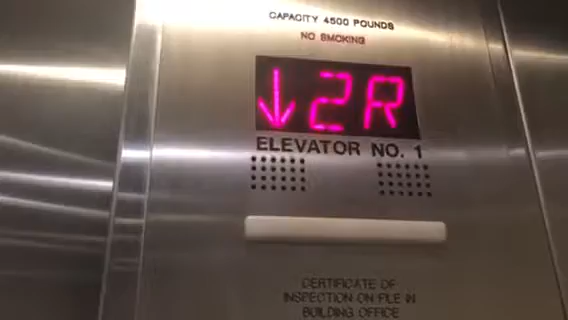 CAPACITY 4500 POUNDS
NO SMOKING
↓2R
ELEVATOR NO. 1
CERTIFICATE OF
INSPECTION ON FILE IN
BUILDING OFFICE